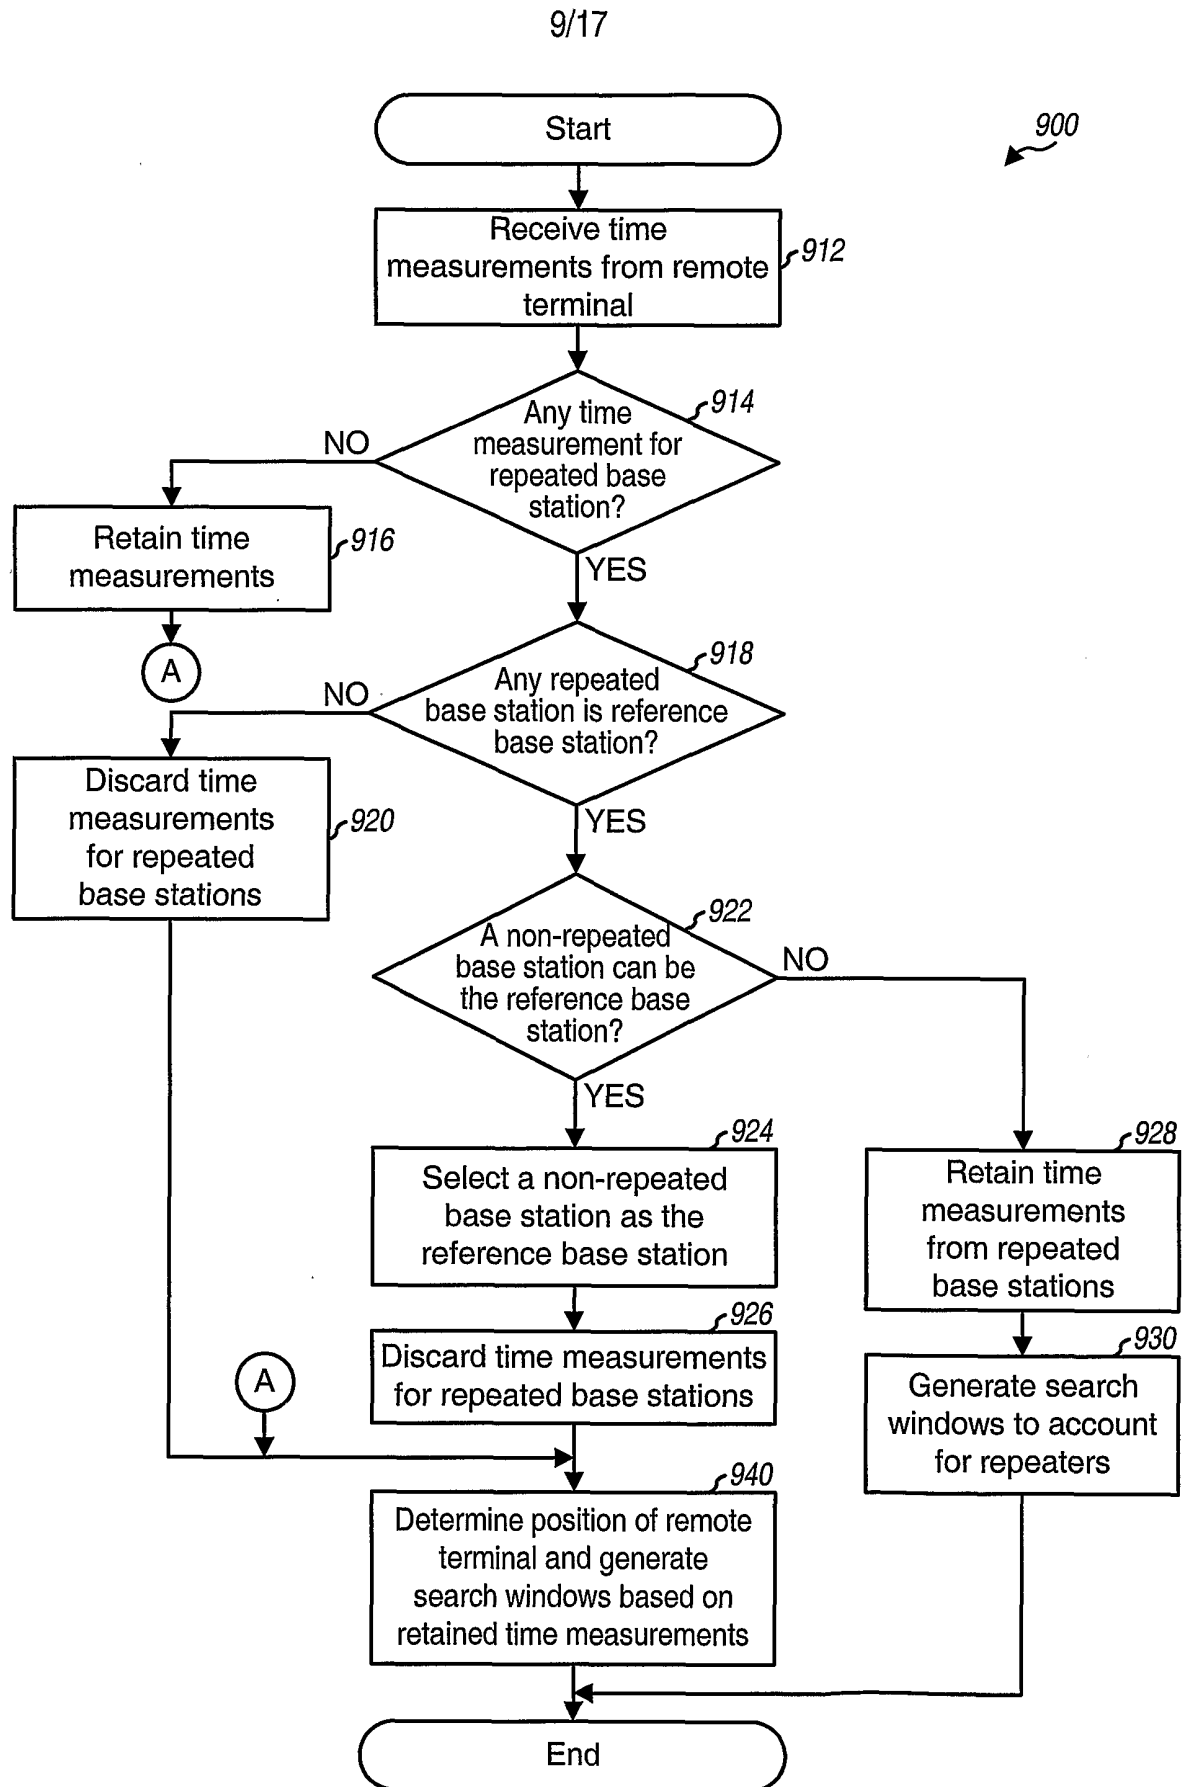 9/17
Start
900
Receive time
measurements from remote
terminal
912
Any time
measurement for
repeated base
station?
914
NO
YES
Retain time
measurements
916
A
Any repeated
base station is reference
base station?
918
NO
YES
Discard time
measurements
for repeated
base stations
920
A non-repeated
base station can be
the reference base
station?
922
NO
YES
Select a non-repeated
base station as the
reference base station
924
Retain time
measurements
from repeated
base stations
928
Discard time measurements
for repeated base stations
926
Generate search
windows to account
for repeaters
930
A
Determine position of remote
terminal and generate
search windows based on
retained time measurements
940
End